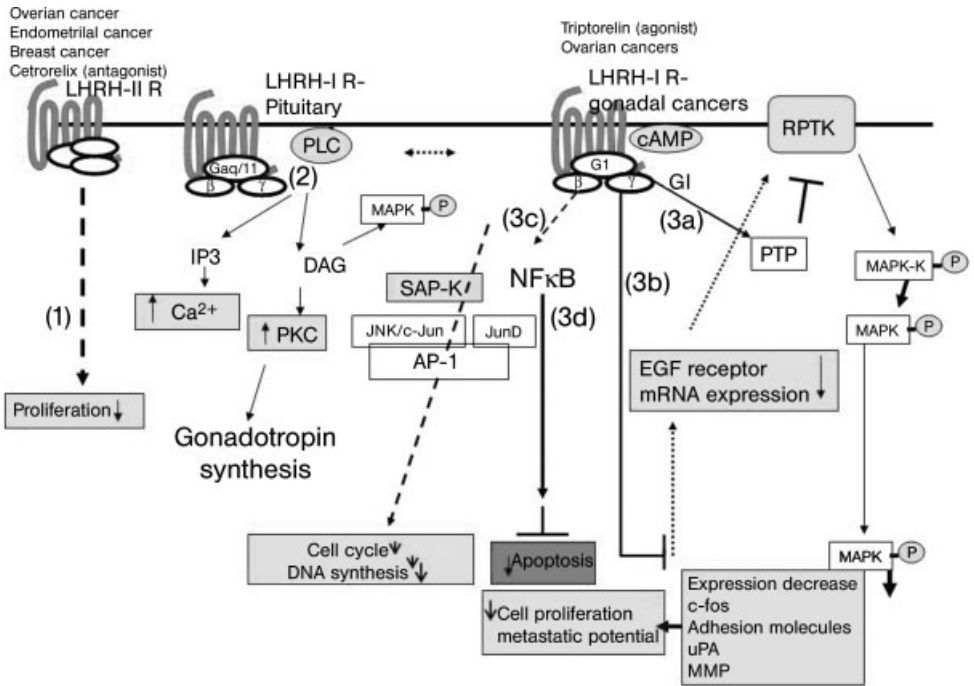 Overian cancer
Endometrilal cancer
Breast cancer
Cetrorelix (antagonist)
LHRH-II R
LHRH-I R-
Pituitary
PLC
Gaq/11
β γ
(2)
Triptorelin (agonist)
Ovarian cancers
LHRH-I R-
gonadal cancers
cAMP
G1
β γ
GI
RPTK
(1)
Proliferation
IP3
Ca²⁺
DAG
MAPK P
PKC
Gonadotropin
synthesis
(3c)
SAP-K
JNK/c-Jun
JunD
AP-1
NFκB
(3d)
(3b)
(3a)
PTP
MAPK-K P
MAPK P
EGF receptor
mRNA expression
Cell cycle
DNA synthesis
Apoptosis
Cell proliferation
metastatic potential
MAPK P
Expression decrease
c-fos
Adhesion molecules
uPA
MMP